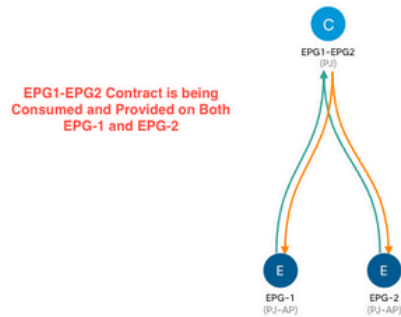 C
EPG1-EPG2
(PJ)
EPG1-EPG2 Contract is being
Consumed and Provided on Both
EPG-1 and EPG-2
E
EPG-1
(PJ-AP)
E
EPG-2
(PJ-AP)